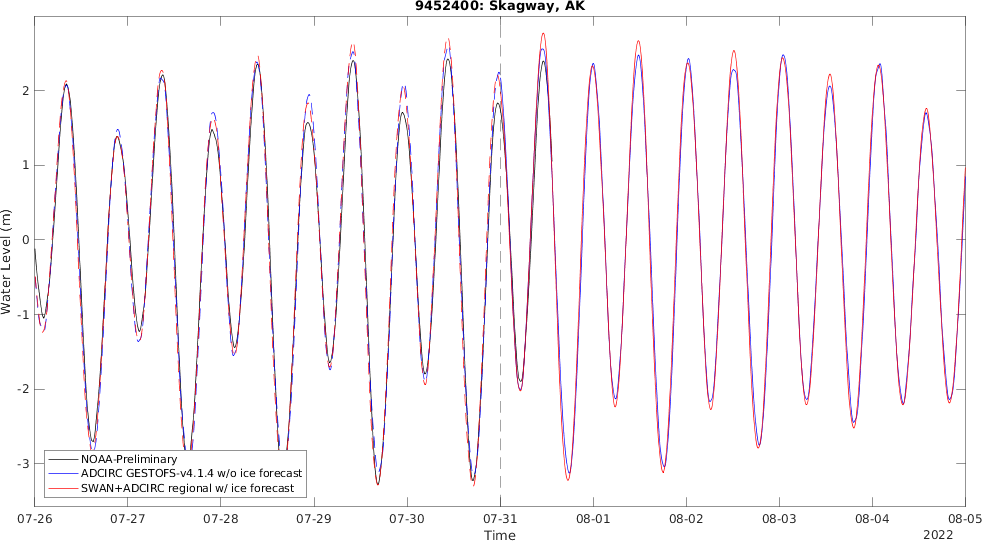 9452400: Skagway, AK
Water Level (m)
2
1
0
-1
-2
-3
NOAA-Preliminary
ADCIRC GESTOFS-v4.1.4 w/o ice forecast
SWAN+ADCIRC regional w/ ice forecast
07-26 07-27 07-28 07-29 07-30 07-31 08-01 08-02 08-03 08-04 08-05
Time
2022